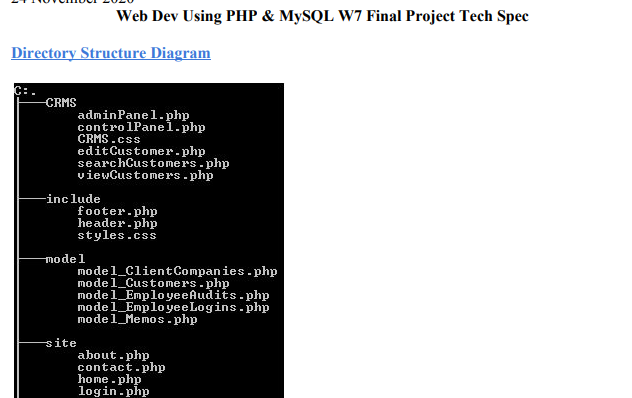 24 November 2020
Web Dev Using PHP & MySQL W7 Final Project Tech Spec
Directory Structure Diagram
C:.
CRMS
adminPanel.php
controlPanel.php
CRMS.css
editCustomer.php
searchCustomers.php
viewCustomers.php
include
footer.php
header.php
styles.css
model
model_ClientCompanies.php
model_Customers.php
model_EmployeeAudits.php
model_EmployeeLogins.php
model_Memos.php
site
about.php
contact.php
home.php
login.php